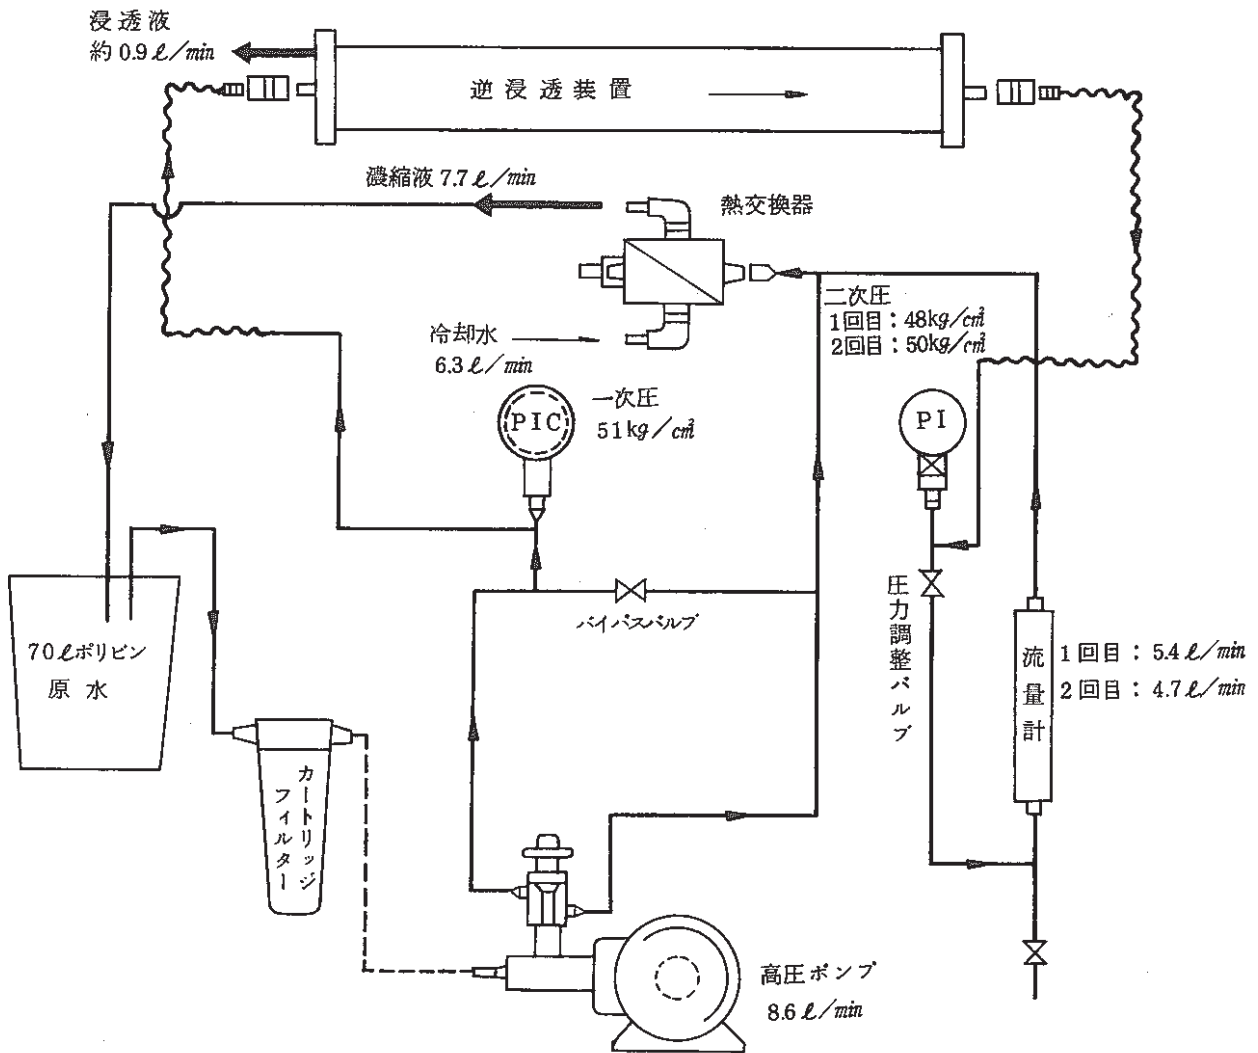 浸透液
約 0.9 ℓ/min
逆浸透装置
濃縮液 7.7 ℓ/min
熱交換器
冷却水
6.3 ℓ/min
二次圧
1回目：48kg/cm²
2回目：50kg/cm²
PIC
一次圧
51kg/cm²
PI
バイパスバルブ
圧力調整バルブ
流量計
1回目：5.4 ℓ/min
2回目：4.7 ℓ/min
70ℓポリビン
原水
カートリッジ
フィルター
高圧ポンプ
8.6 ℓ/min